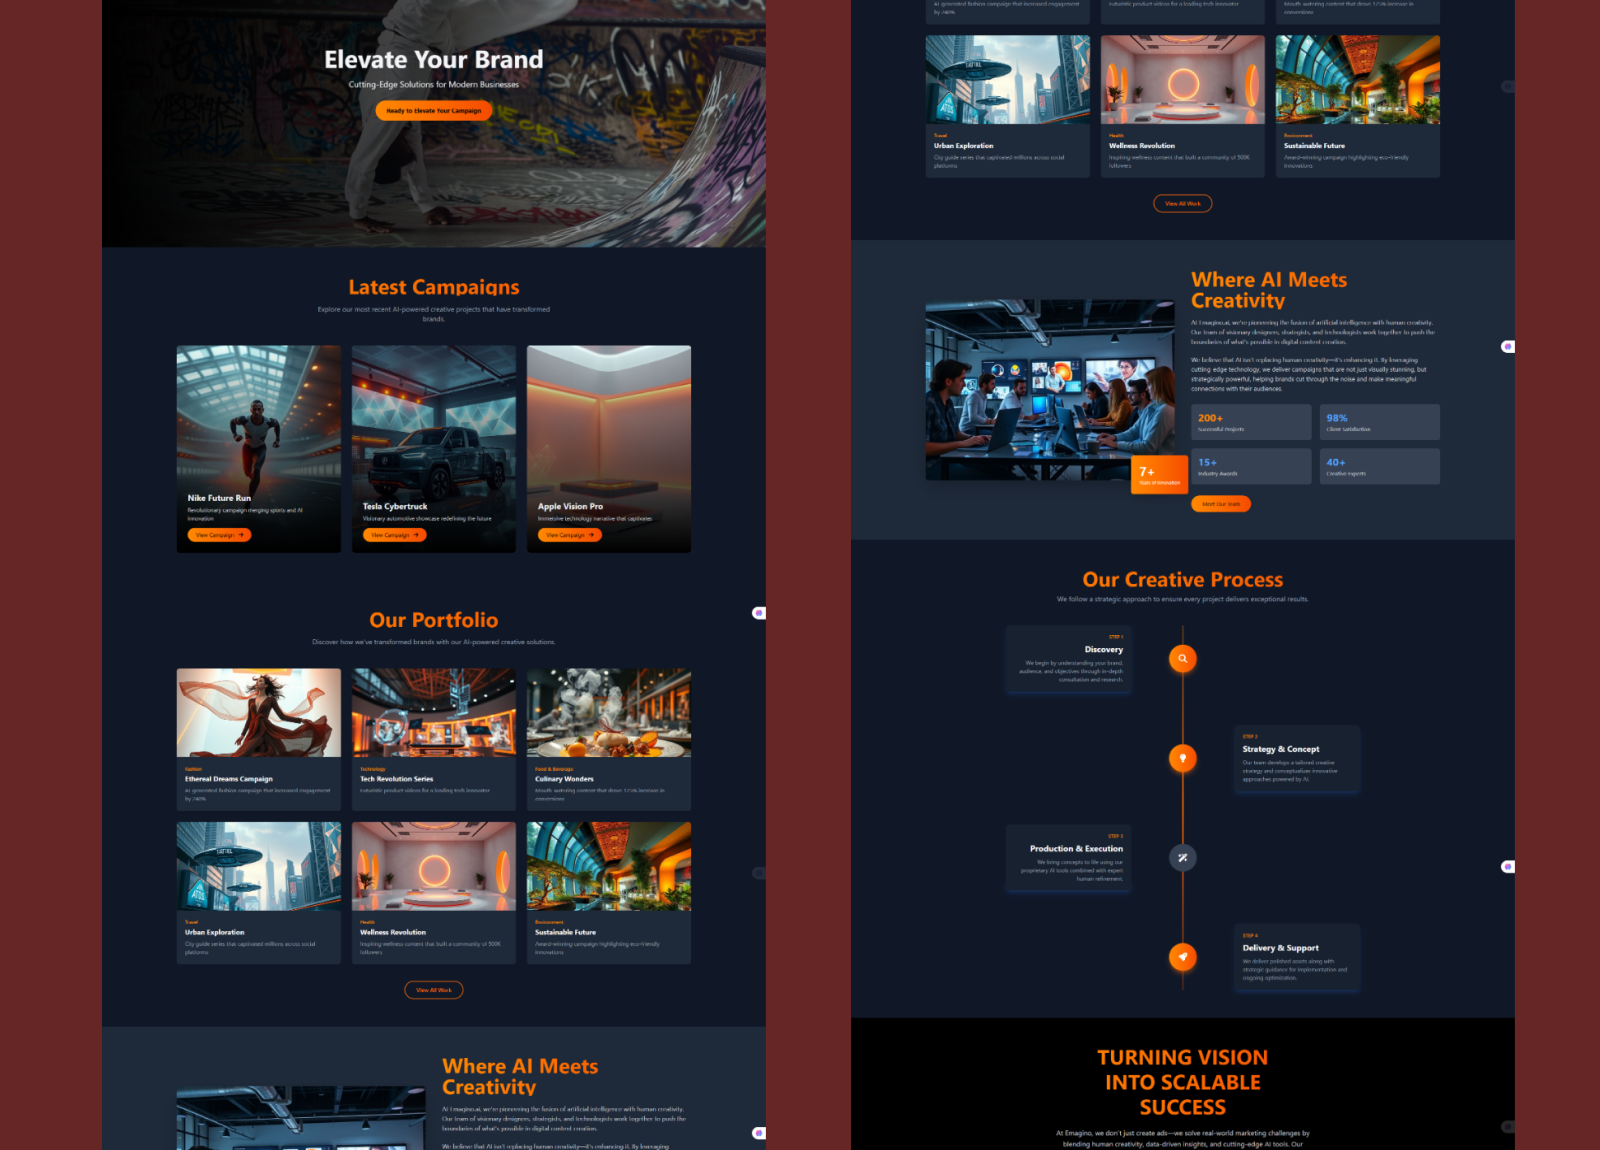 Elevate Your Brand
Cutting-Edge Solutions for Modern Businesses
Ready to Elevate Your Campaign
Latest Campaigns
Explore our most recent AI-powered creative projects that have transformed
brands.
Nike Future Run
Revolutionary campaign merging sports and AI
innovation
View Campaign
Tesla Cybertruck
Visionary automotive showcase redefining the future
View Campaign
Apple Vision Pro
Immersive technology narrative that captivates
View Campaign
Our Portfolio
Discover how we've transformed brands with our AI-powered creative solutions.
Fashion
Ethereal Dreams Campaign
AI-generated fashion campaign that increased engagement
by 240%
Technology
Tech Revolution Series
Futuristic product videos for a leading tech innovator
Food & Beverage
Culinary Wonders
Mouth-watering content that drove 175% increase in
conversions
Travel
Urban Exploration
City guide series that captivated millions across social
platforms
Health
Wellness Revolution
Inspiring wellness content that built a community of 500K
followers
Environment
Sustainable Future
Award-winning campaign highlighting eco-friendly
innovations
View All Work
Where AI Meets
Creativity
At Emagino.ai, we're pioneering the fusion of artificial intelligence with human creativity.
Our team of visionary designers, strategists, and technologists work together to push the
boundaries of what's possible in digital content creation.
We believe that AI isn't replacing human creativity—it's enhancing it. By leveraging
AI-generated fashion campaign that increased engagement
by 240%
Futuristic product videos for a leading tech innovator
Mouth-watering content that drove 175% increase in
conversions
Travel
Urban Exploration
City guide series that captivated millions across social
platforms
Health
Wellness Revolution
Inspiring wellness content that built a community of 500K
followers
Environment
Sustainable Future
Award-winning campaign highlighting eco-friendly
innovations
View All Work
Where AI Meets
Creativity
At Emagino.ai, we're pioneering the fusion of artificial intelligence with human creativity.
Our team of visionary designers, strategists, and technologists work together to push the
boundaries of what's possible in digital content creation.
We believe that AI isn't replacing human creativity—it's enhancing it. By leveraging
cutting-edge technology, we deliver campaigns that are not just visually stunning, but
strategically powerful, helping brands cut through the noise and make meaningful
connections with their audiences.
7+
Years of Innovation
200+
Successful Projects
98%
Client Satisfaction
15+
Industry Awards
40+
Creative Experts
Meet Our Team
Our Creative Process
We follow a strategic approach to ensure every project delivers exceptional results.
STEP 1
Discovery
We begin by understanding your brand,
audience, and objectives through in-depth
consultation and research.
STEP 2
Strategy & Concept
Our team develops a tailored creative
strategy and conceptualizes innovative
approaches powered by AI.
STEP 3
Production & Execution
We bring concepts to life using our
proprietary AI tools combined with expert
human refinement.
STEP 4
Delivery & Support
We deliver polished assets along with
strategic guidance for implementation and
ongoing optimization.
TURNING VISION
INTO SCALABLE
SUCCESS
At Emagino, we don't just create ads—we solve real-world marketing challenges by
blending human creativity, data-driven insights, and cutting-edge AI tools. Our